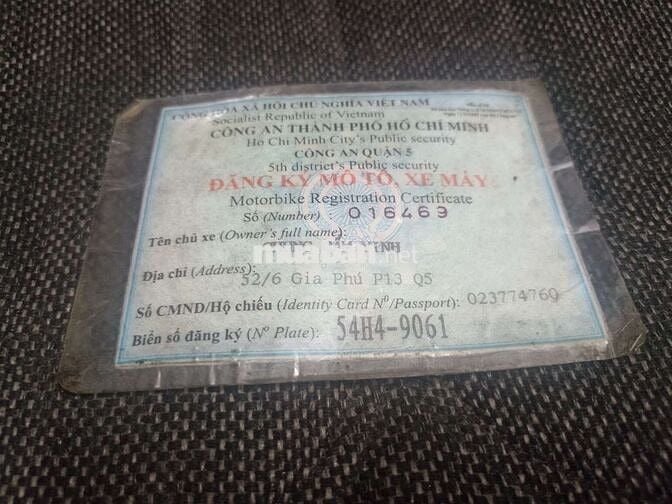 CỘNG HÒA XÃ HỘI CHỦ NGHĨA VIỆT NAM
Socialist Republic of Vietnam
CÔNG AN THÀNH PHỐ HỒ CHÍ MINH
Ho Chi Minh City's Public security
CÔNG AN QUẬN 5
5th district's Public security
ĐĂNG KÝ MÔ TÔ, XE MÁY
Motorbike Registration Certificate
Số (Number) : 016469
Tên chủ xe (Owner's full name):
muaban.net
Địa chỉ (Address): 52/6 Gia Phú P13 Q5
Số CMND/Hộ chiếu (Identity Card Nº/Passport): 023774760
Biển số đăng ký (Nº Plate): 54H4-9061